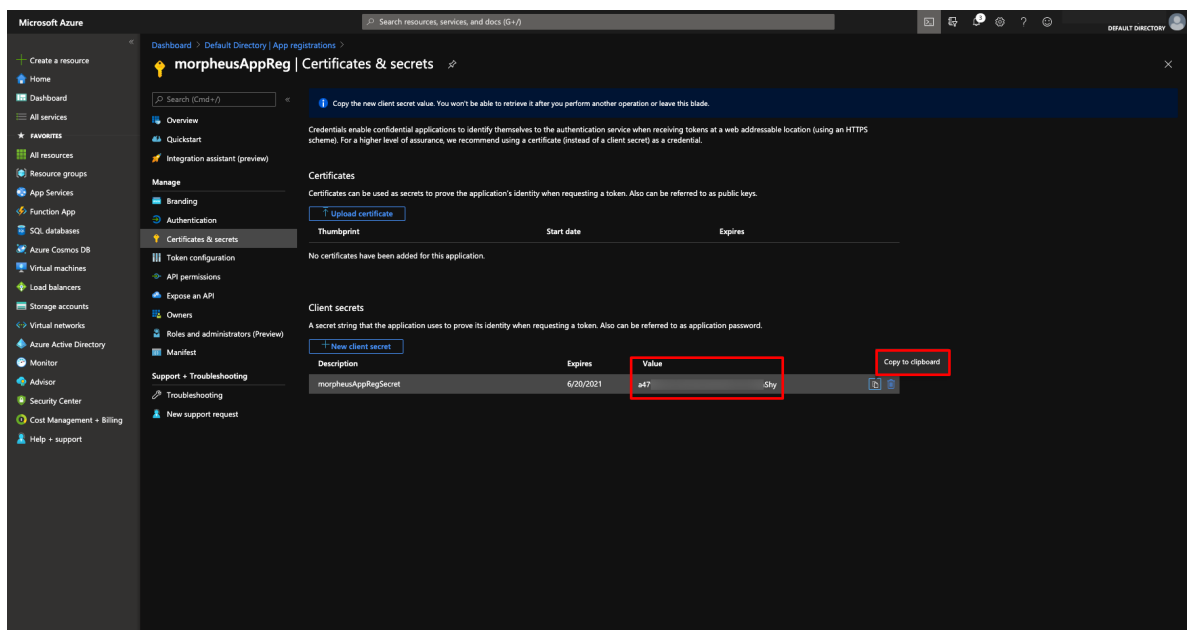 Microsoft Azure
Search resources, services, and docs (G+/)
3
?
DEFAULT DIRECTORY
«
Create a resource
Home
Dashboard
All services
FAVORITES
All resources
Resource groups
App Services
Function App
SQL databases
Azure Cosmos DB
Virtual machines
Load balancers
Storage accounts
Virtual networks
Azure Active Directory
Monitor
Advisor
Security Center
Cost Management + Billing
Help + support
Dashboard > Default Directory | App registrations >
morpheusAppReg | Certificates & secrets
Search (Cmd+/)
«
Overview
Quickstart
Integration assistant (preview)
Manage
Branding
Authentication
Certificates & secrets
Token configuration
API permissions
Expose an API
Owners
Roles and administrators (Preview)
Manifest
Support + Troubleshooting
Troubleshooting
New support request
Copy the new client secret value. You won't be able to retrieve it after you perform another operation or leave this blade.
Credentials enable confidential applications to identify themselves to the authentication service when receiving tokens at a web addressable location (using an HTTPS
scheme). For a higher level of assurance, we recommend using a certificate (instead of a client secret) as a credential.
Certificates
Certificates can be used as secrets to prove the application's identity when requesting a token. Also can be referred to as public keys.
Upload certificate
Thumbprint Start date Expires
No certificates have been added for this application.
Client secrets
A secret string that the application uses to prove its identity when requesting a token. Also can be referred to as application password.
New client secret
Description Expires Value
Copy to clipboard
morpheusAppRegSecret 6/20/2021 a47 Shy